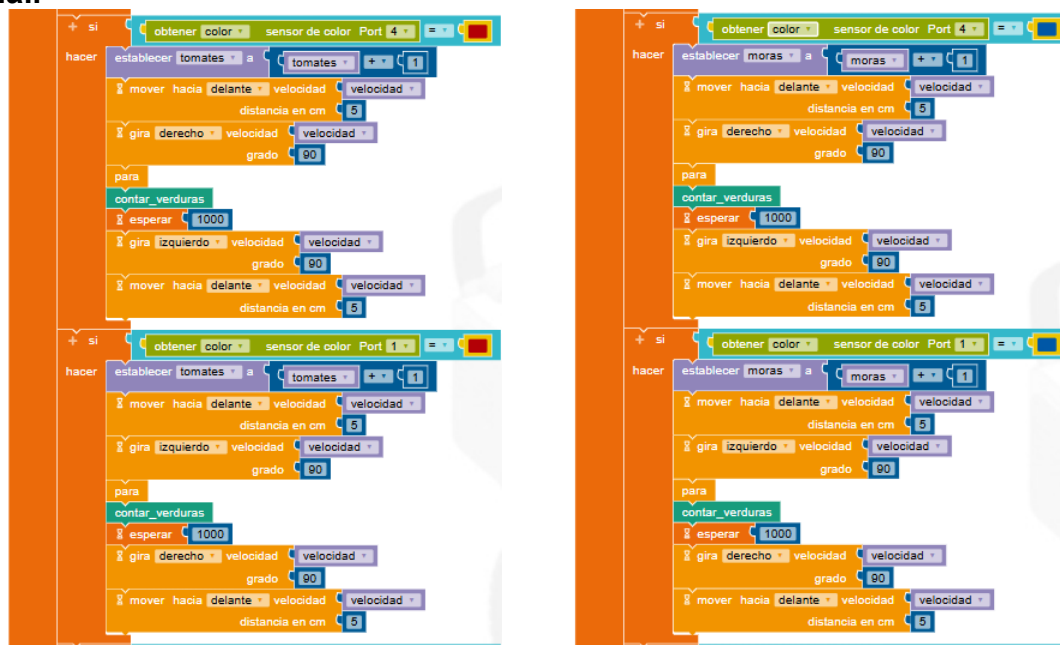 si obtener color sensor de color Port 4 =
hacer establecer tomates a tomates + 1
mover hacia delante velocidad velocidad
distancia en cm 5
gira derecho velocidad velocidad
grado 90
para
contar_verduras
esperar 1000
gira izquierdo velocidad velocidad
grado 90
mover hacia delante velocidad velocidad
distancia en cm 5
si obtener color sensor de color Port 1 =
hacer establecer tomates a tomates + 1
mover hacia delante velocidad velocidad
distancia en cm 5
gira izquierdo velocidad velocidad
grado 90
para
contar_verduras
esperar 1000
gira derecho velocidad velocidad
grado 90
mover hacia delante velocidad velocidad
distancia en cm 5
si obtener color sensor de color Port 4 =
hacer establecer moras a moras + 1
mover hacia delante velocidad velocidad
distancia en cm 5
gira derecho velocidad velocidad
grado 90
para
contar_verduras
esperar 1000
gira izquierdo velocidad velocidad
grado 90
mover hacia delante velocidad velocidad
distancia en cm 5
si obtener color sensor de color Port 1 =
hacer establecer moras a moras + 1
mover hacia delante velocidad velocidad
distancia en cm 5
gira izquierdo velocidad velocidad
grado 90
para
contar_verduras
esperar 1000
gira derecho velocidad velocidad
grado 90
mover hacia delante velocidad velocidad
distancia en cm 5